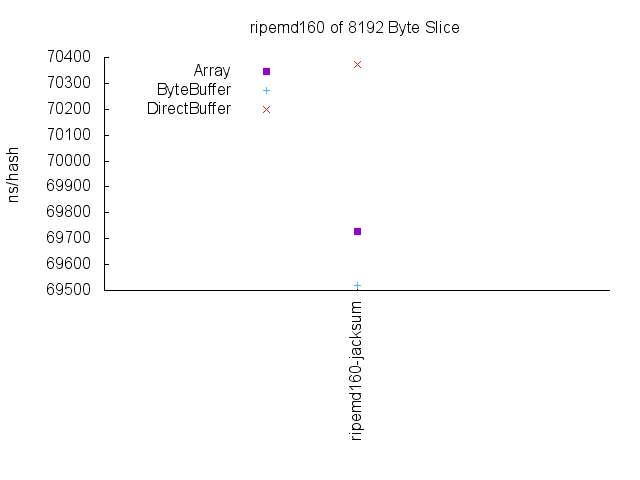 ripemd160 of 8192 Byte Slice
70400
70300
70200
70100
70000
69900
69800
69700
69600
69500
ns/hash
Array
ByteBuffer
DirectBuffer
ripemd160-jacksum